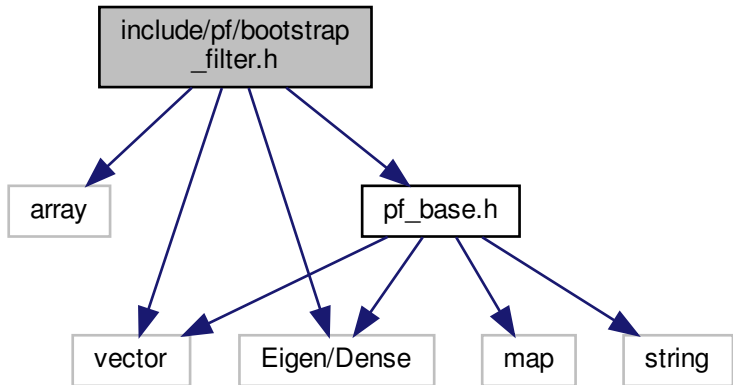 include/pf/bootstrap
_filter.h
array
pf_base.h
vector
Eigen/Dense
map
string